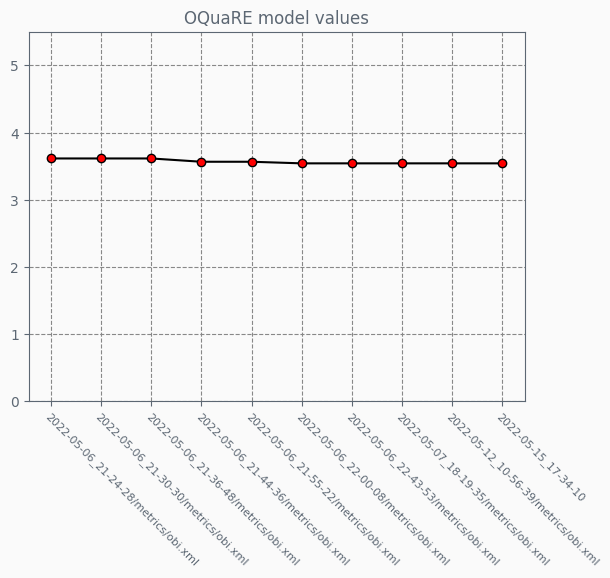 OQuaRE model values
5
4
3
2
1
0
2022-05-06_21-24-28/metrics/obi.xml
2022-05-06_21-30-30/metrics/obi.xml
2022-05-06_21-36-48/metrics/obi.xml
2022-05-06_21-44-36/metrics/obi.xml
2022-05-06_21-55-22/metrics/obi.xml
2022-05-06_22-00-08/metrics/obi.xml
2022-05-06_22-43-53/metrics/obi.xml
2022-05-07_18-19-35/metrics/obi.xml
2022-05-12_10-56-39/metrics/obi.xml
2022-05-15_17-34-10